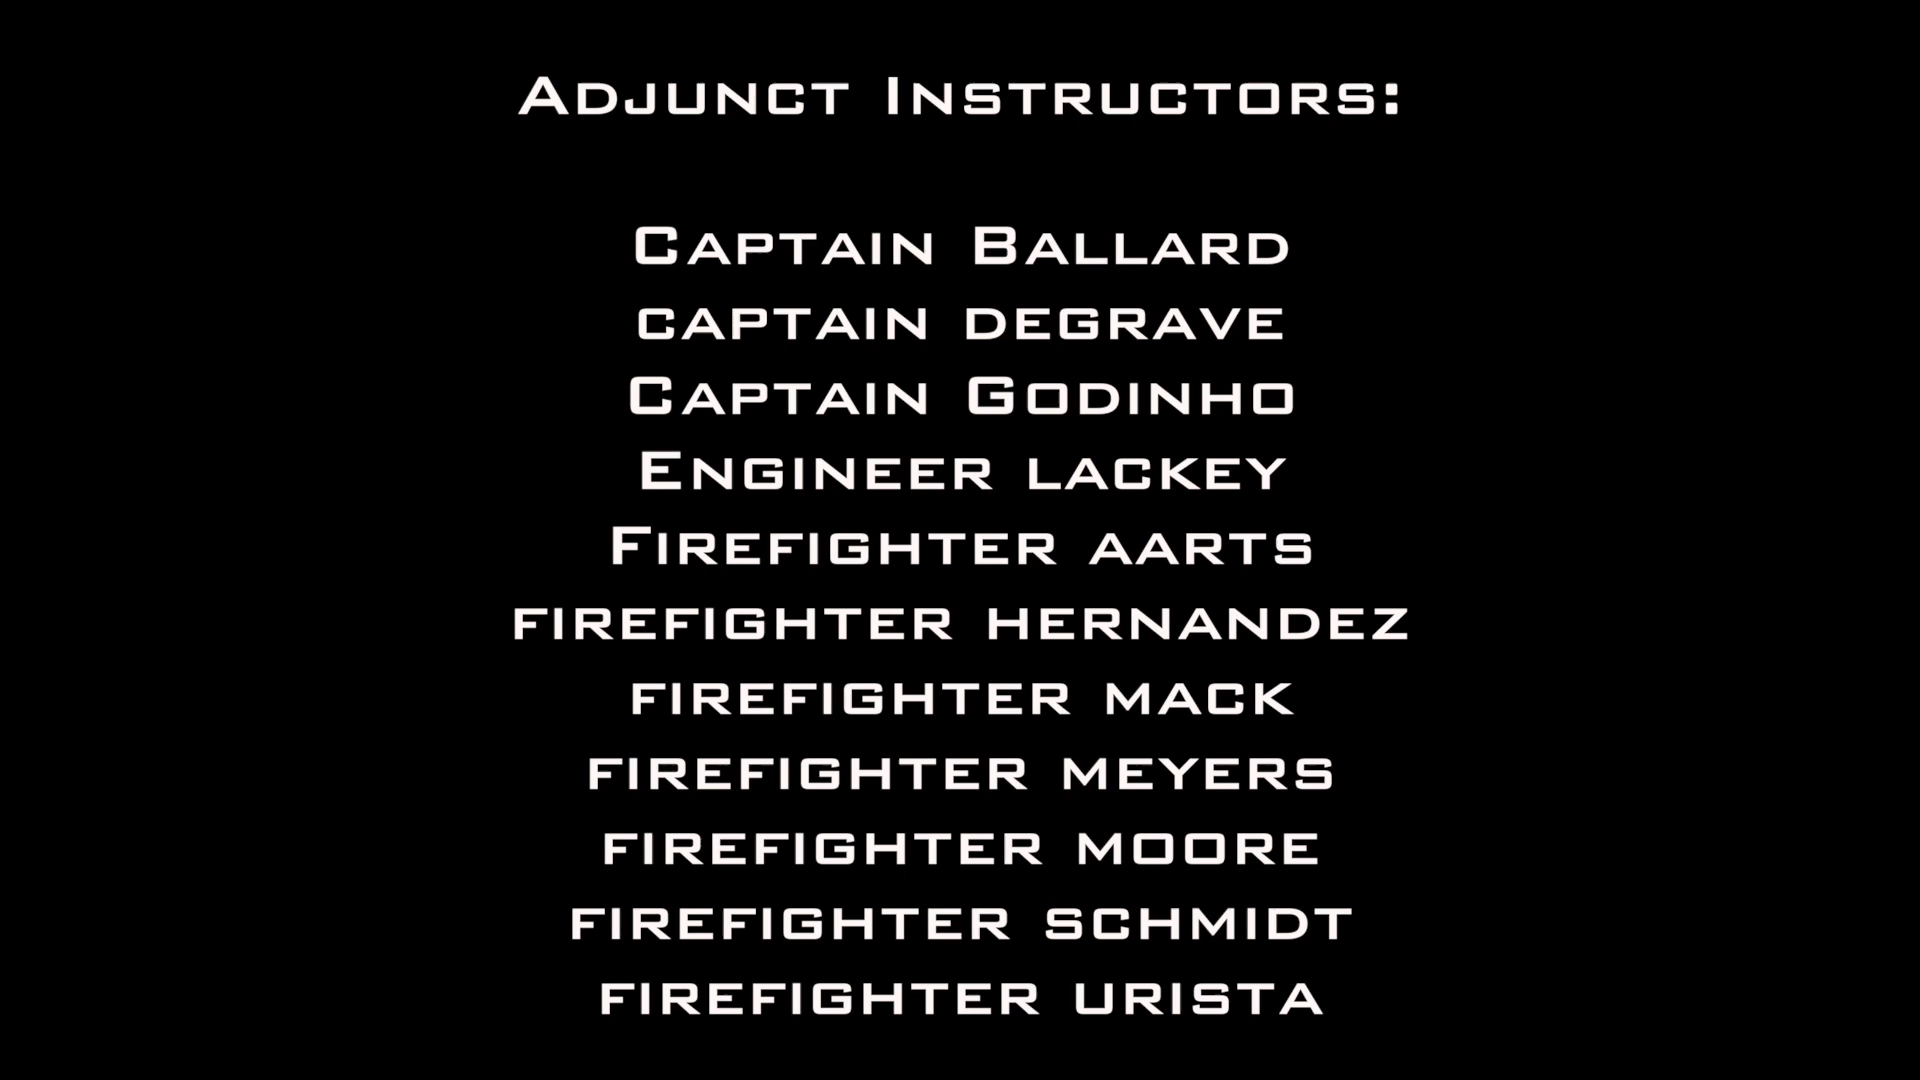 Adjunct Instructors:
Captain Ballard
captain degrave
Captain Godinho
Engineer lackey
Firefighter aarts
firefighter hernandez
firefighter mack
firefighter meyers
firefighter moore
firefighter schmidt
firefighter urista